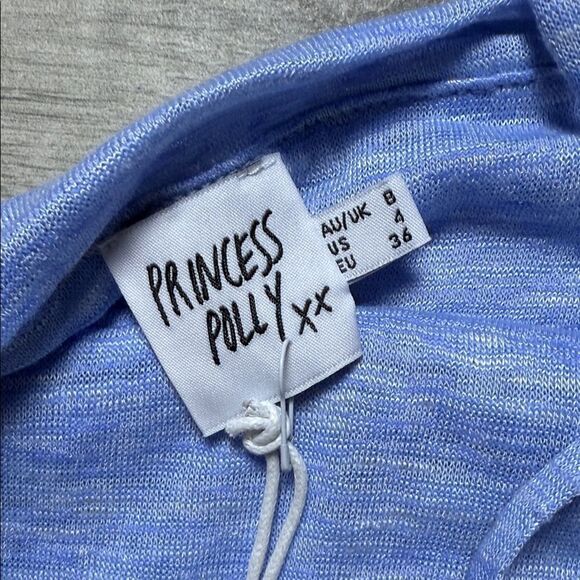 PRINCESS
POLLY xx
AU/UK 8
US 4
EU 36